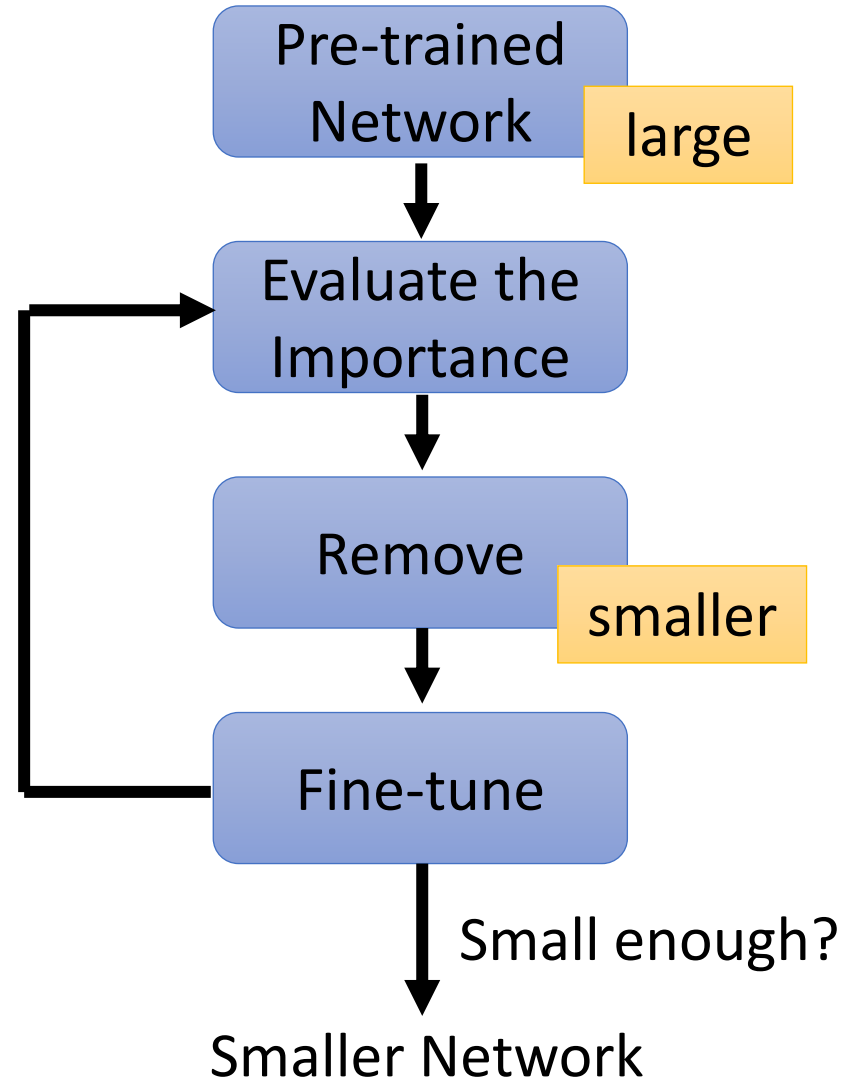 Pre-trained
Network
large
Evaluate the
Importance
Remove
smaller
Fine-tune
Small enough?
Smaller Network